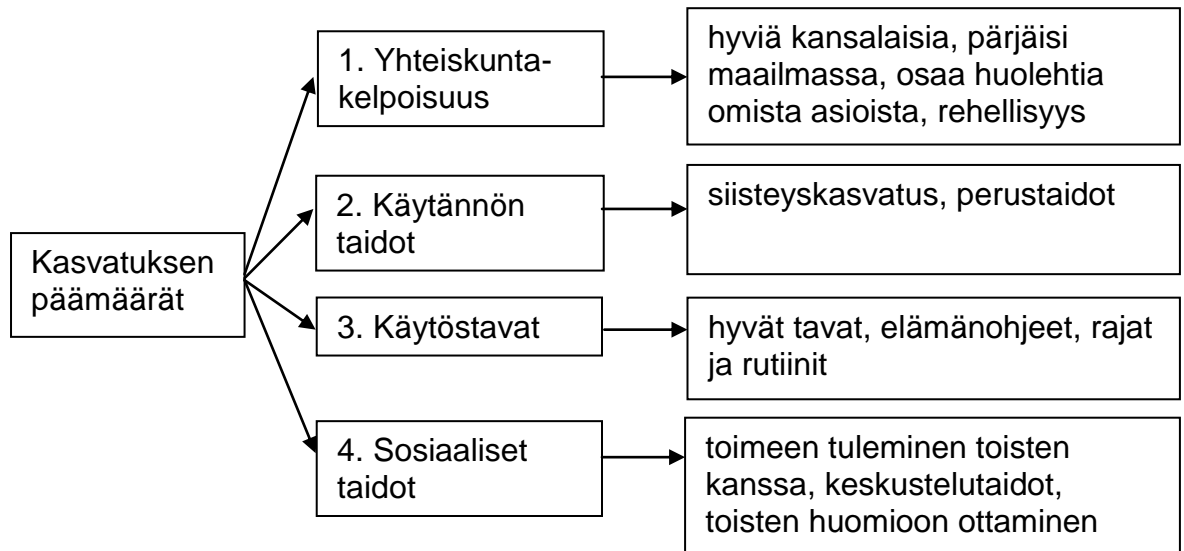 Kasvatuksen
päämäärät
1. Yhteiskunta-
kelpoisuus
hyviä kansalaisia, pärjäisi
maailmassa, osaa huolehtia
omista asioista, rehellisyys
2. Käytännön
taidot
siisteyskasvatus, perustaidot
3. Käytöstavat
hyvät tavat, elämänohjeet, rajat
ja rutiinit
4. Sosiaaliset
taidot
toimeen tuleminen toisten
kanssa, keskustelutaidot,
toisten huomioon ottaminen